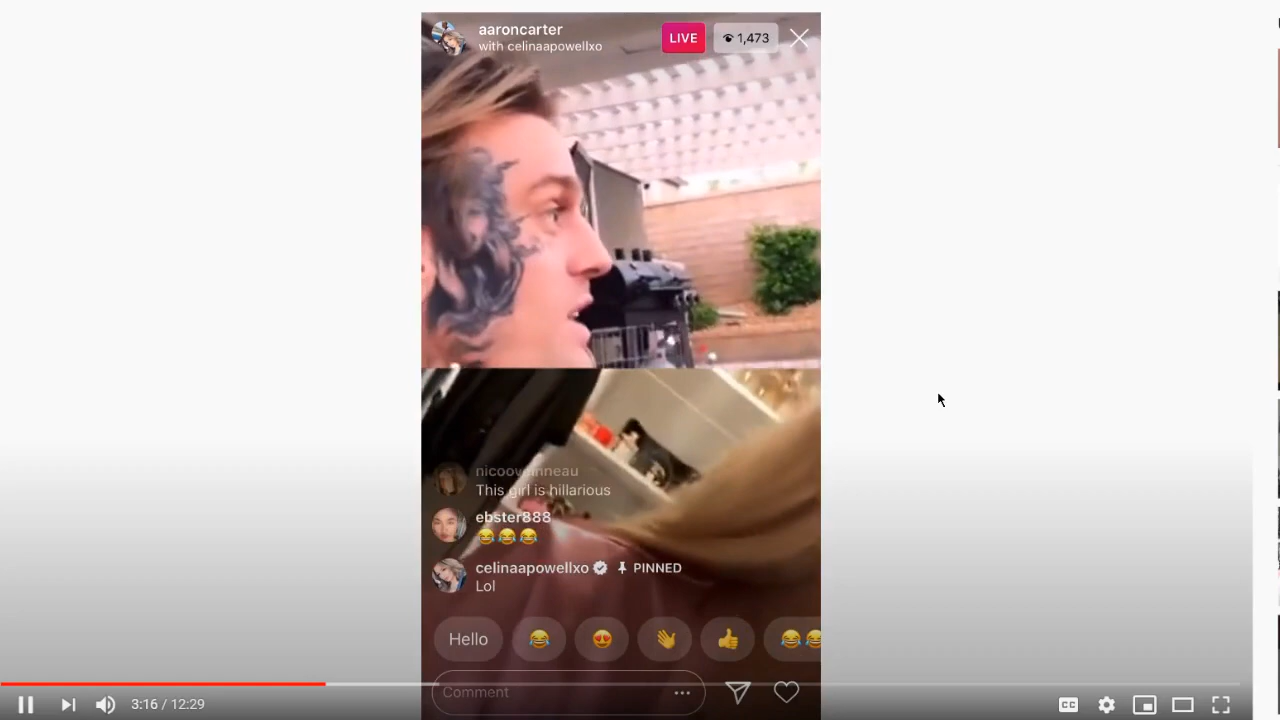 aaroncarter
with celinaapowellxo
LIVE
1,473
This girl is hillarious
ebster888
😂😂😂
celinaapowellxo PINNED
Lol
Hello
Comment
3:16 / 12:29
CC